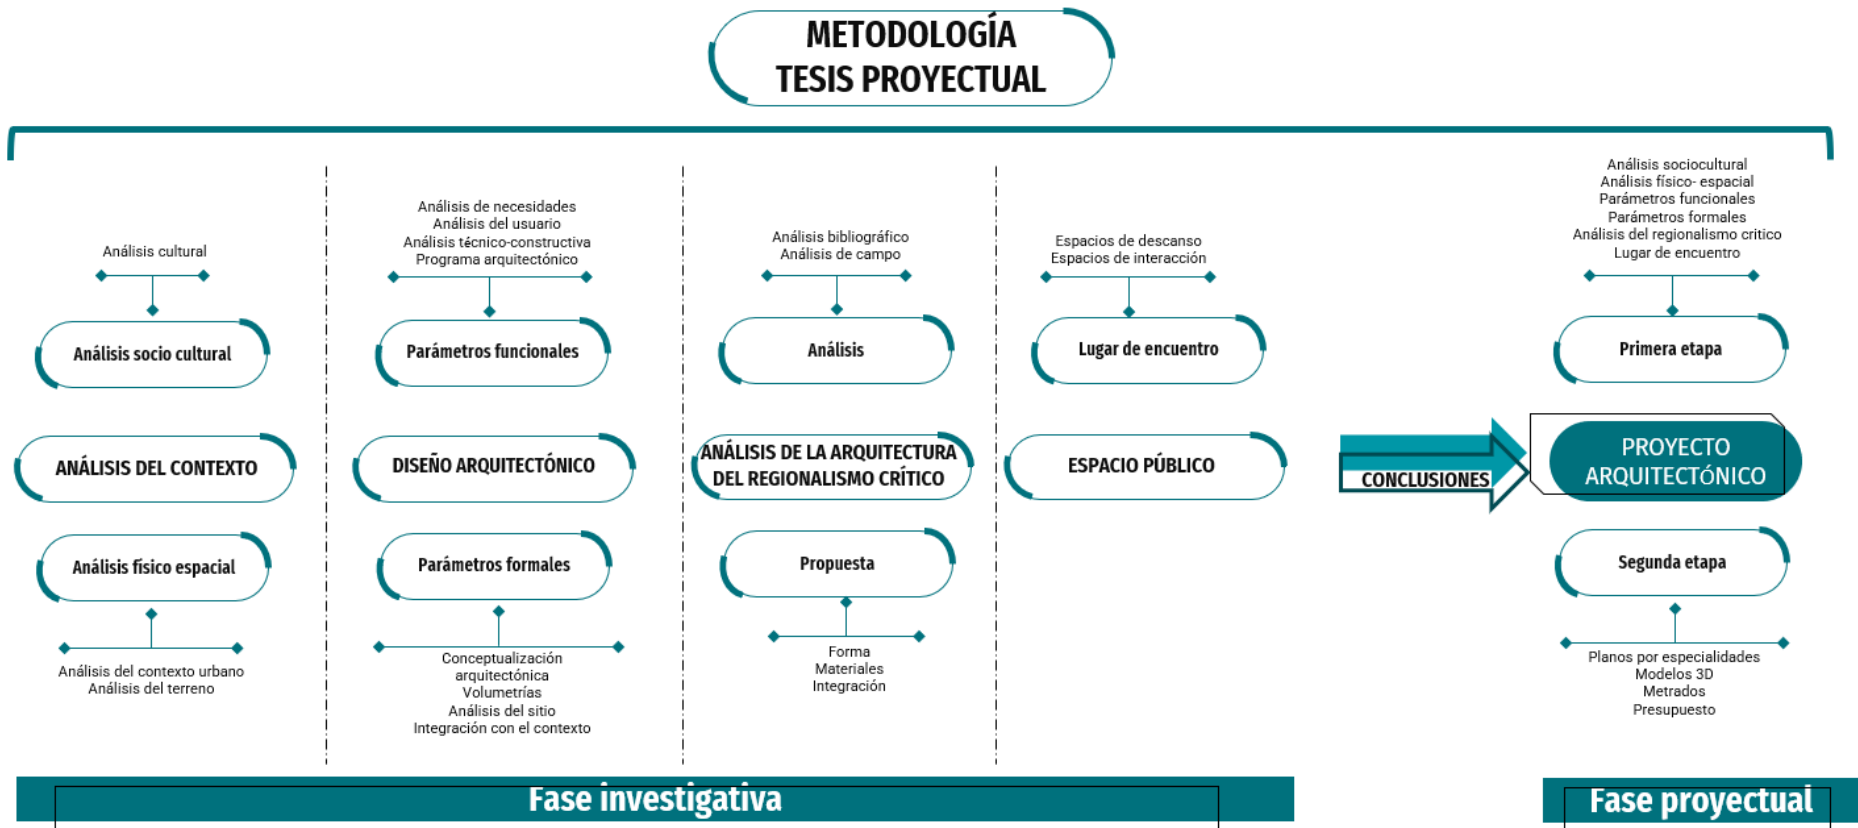 METODOLOGÍA
TESIS PROYECTUAL
Análisis cultural
Análisis socio cultural
ANÁLISIS DEL CONTEXTO
Análisis físico espacial
Análisis del contexto urbano
Análisis del terreno
Análisis de necesidades
Análisis del usuario
Análisis técnico-constructiva
Programa arquitectónico
Parámetros funcionales
DISEÑO ARQUITECTÓNICO
Parámetros formales
Conceptualización
arquitectónica
Volumetrías
Análisis del sitio
Integración con el contexto
Análisis bibliográfico
Análisis de campo
Análisis
ANÁLISIS DE LA ARQUITECTURA
DEL REGIONALISMO CRÍTICO
Propuesta
Forma
Materiales
Integración
Espacios de descanso
Espacios de interacción
Lugar de encuentro
ESPACIO PÚBLICO
CONCLUSIONES
Análisis sociocultural
Análisis físico- espacial
Parámetros funcionales
Parámetros formales
Análisis del regionalismo critico
Lugar de encuentro
Primera etapa
PROYECTO
ARQUITECTÓNICO
Segunda etapa
Planos por especialidades
Modelos 3D
Metrados
Presupuesto
Fase investigativa
Fase proyectual